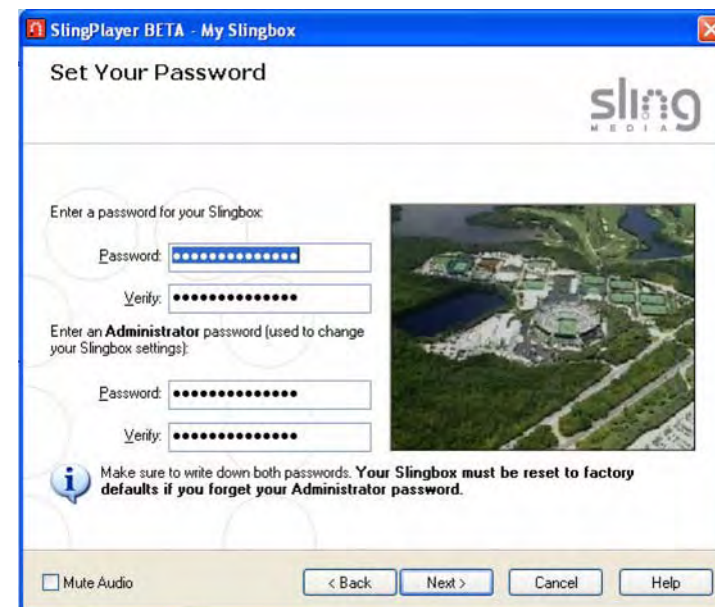 SlingPlayer BETA - My Slingbox
Set Your Password
sling
MEDIA
Enter a password for your Slingbox:
Password: ••••••••••••••
Verify: ••••••••••••••
Enter an Administrator password (used to change
your Slingbox settings):
Password: ••••••••••••••
Verify: ••••••••••••••
Make sure to write down both passwords. Your Slingbox must be reset to factory
defaults if you forget your Administrator password.
Mute Audio
< Back
Next >
Cancel
Help